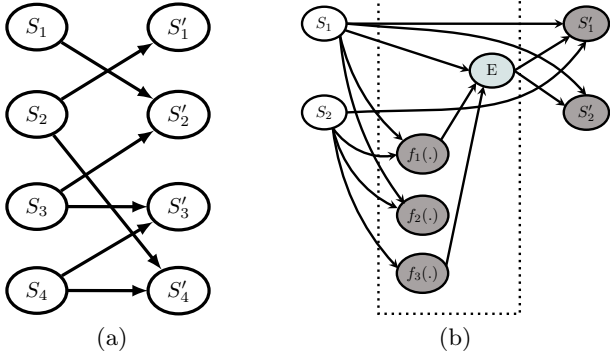 S₁ S′₁
S₂ S′₂
S₃ S′₃
S₄ S′₄
(a)
S₁ S′₁
E
S₂ S′₂
f₁(.)
f₂(.)
f₃(.)
(b)